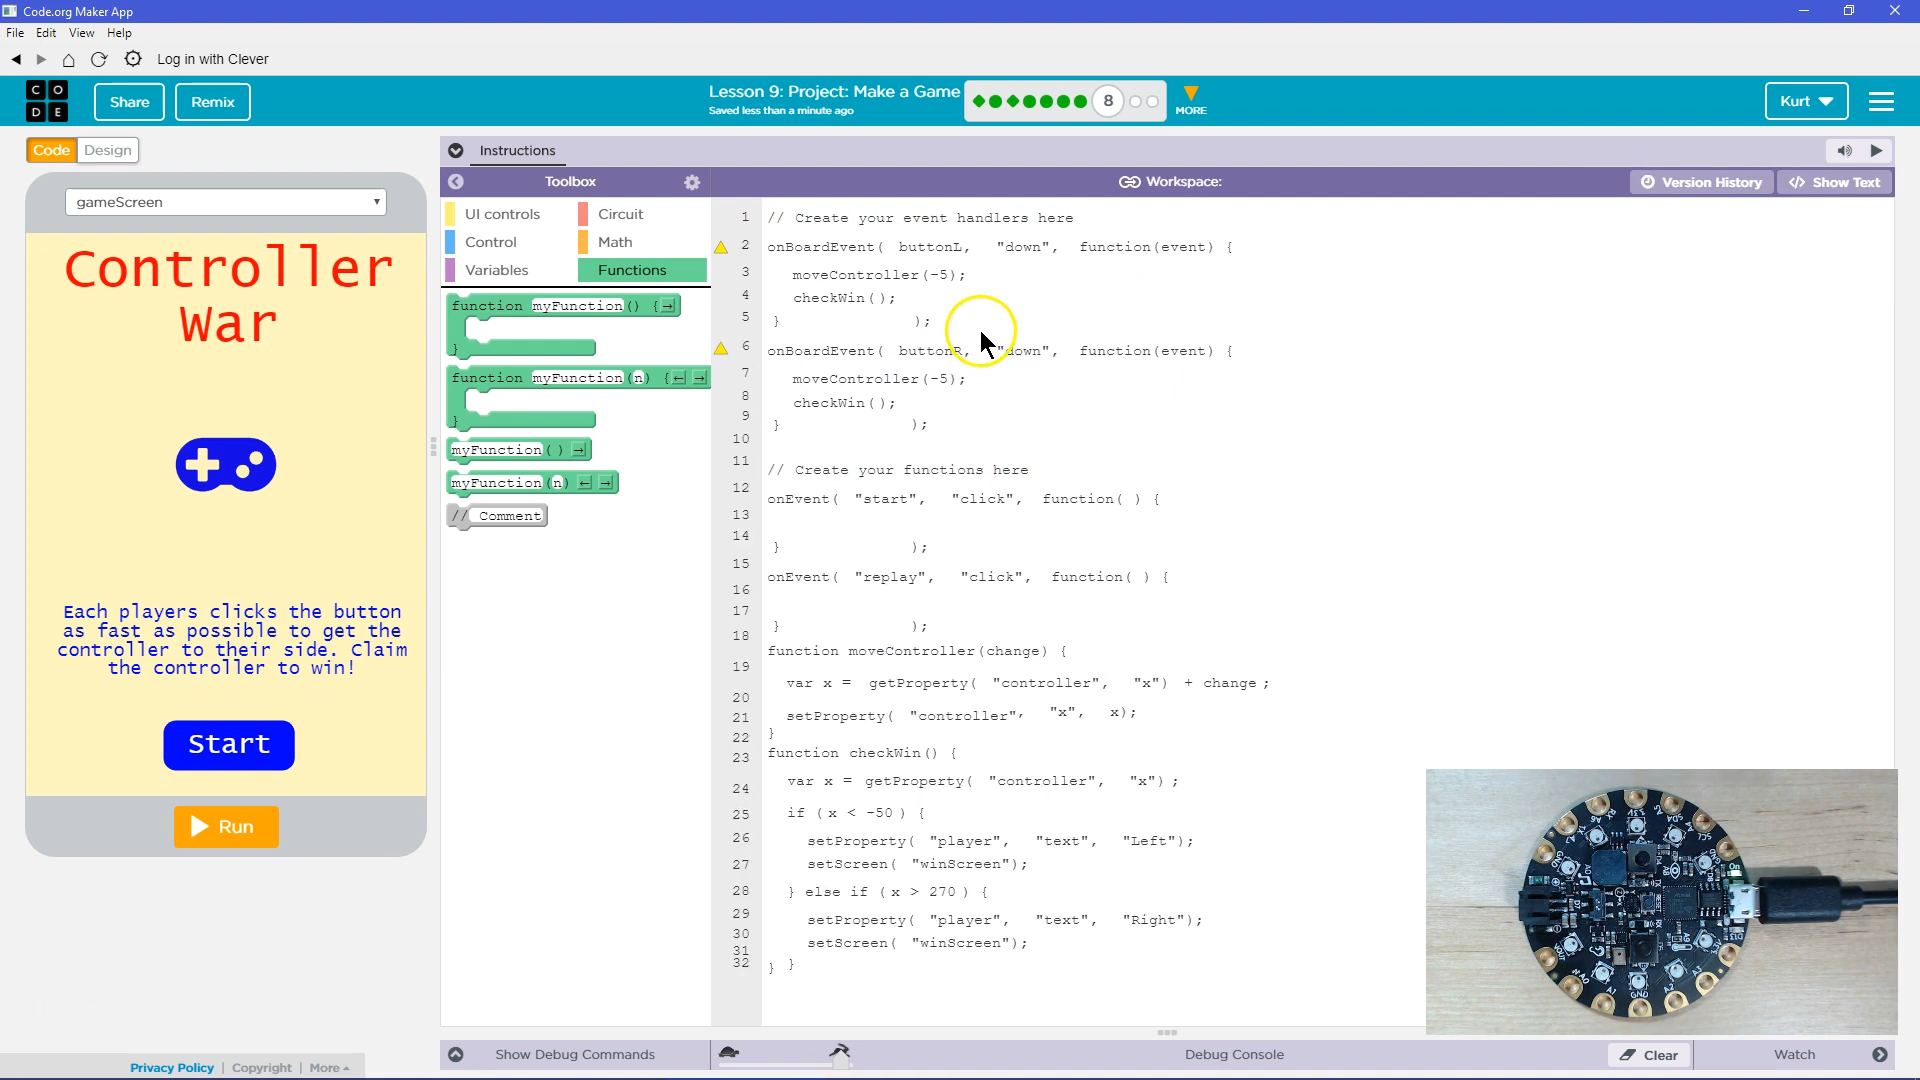 Code.org Maker App
File Edit View Help
Log in with Clever
C O D E
Share
Remix
Lesson 9: Project: Make a Game
Saved less than a minute ago
8
MORE
Kurt
Code
Design
gameScreen
Controller
War
Each players clicks the button
as fast as possible to get the
controller to their side. Claim
the controller to win!
Start
Run
Instructions
Toolbox
Workspace:
Version History
</> Show Text
UI controls
Circuit
Control
Math
Variables
Functions
function myFunction() {
}
function myFunction(n) {
}
myFunction()
myFunction(n)
// Comment
1 // Create your event handlers here
2 onBoardEvent( buttonL, "down", function(event) {
3 moveController(-5);
4 checkWin();
5 } );
6 onBoardEvent( buttonR, "down", function(event) {
7 moveController(-5);
8 checkWin();
9 } );
10
11 // Create your functions here
12 onEvent( "start", "click", function( ) {
13
14 } );
15 onEvent( "replay", "click", function( ) {
16
17
18 } );
function moveController(change) {
19 var x = getProperty( "controller", "x") + change;
20
21 setProperty( "controller", "x", x);
22 }
23 function checkWin() {
24 var x = getProperty( "controller", "x");
25 if (x < -50) {
26 setProperty( "player", "text", "Left");
27 setScreen( "winScreen");
28 } else if (x > 270) {
29 setProperty( "player", "text", "Right");
30 setScreen( "winScreen");
31 }
32 }
Show Debug Commands
Debug Console
Clear
Watch
Privacy Policy | Copyright | More